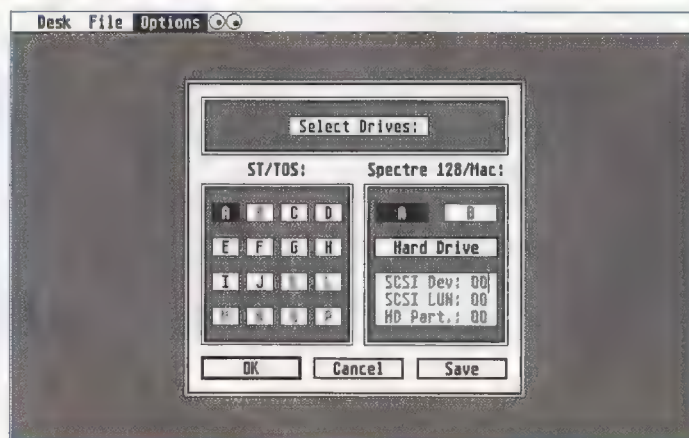 Desk File Options
Select Drives:
ST/TOS: Spectre 128/Mac:
A C D A B
E F G H Hard Drive
I J SCSI Dev: 00
SCSI LUN: 00
HD Part.: 00
OK Cancel Save